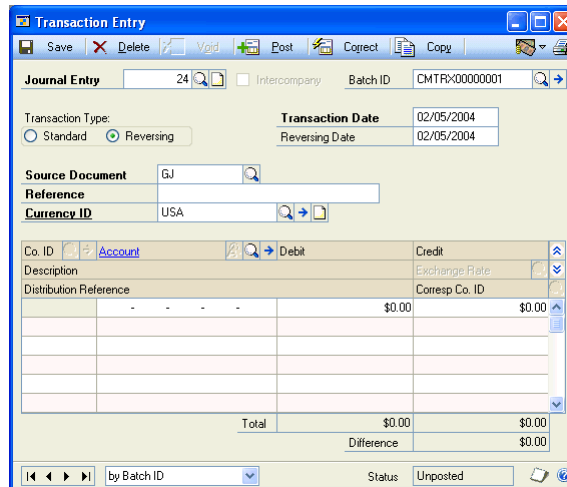 Transaction Entry
Save Delete Void Post Correct Copy
Journal Entry 24 Intercompany Batch ID CMTRX00000001
Transaction Type: Transaction Date 02/05/2004
Standard Reversing Reversing Date 02/05/2004
Source Document GJ
Reference
Currency ID USA
Co. ID Account Debit Credit
Description Exchange Rate
Distribution Reference Corresp Co. ID
- - - - $0.00 $0.00
Total $0.00 $0.00
Difference $0.00
by Batch ID Status Unposted